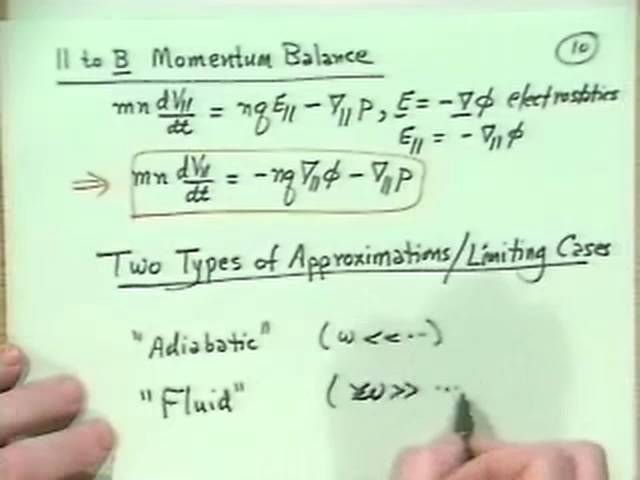 || to B Momentum Balance
10
mn dV||/dt = nqE|| − ∇||P, E = −∇φ electrostatics
E|| = −∇||φ
⇒ mn dV||/dt = −nq∇||φ − ∇||P
Two Types of Approximations/Limiting Cases
"Adiabatic" (ω << ...)
"Fluid" (ω >> ...